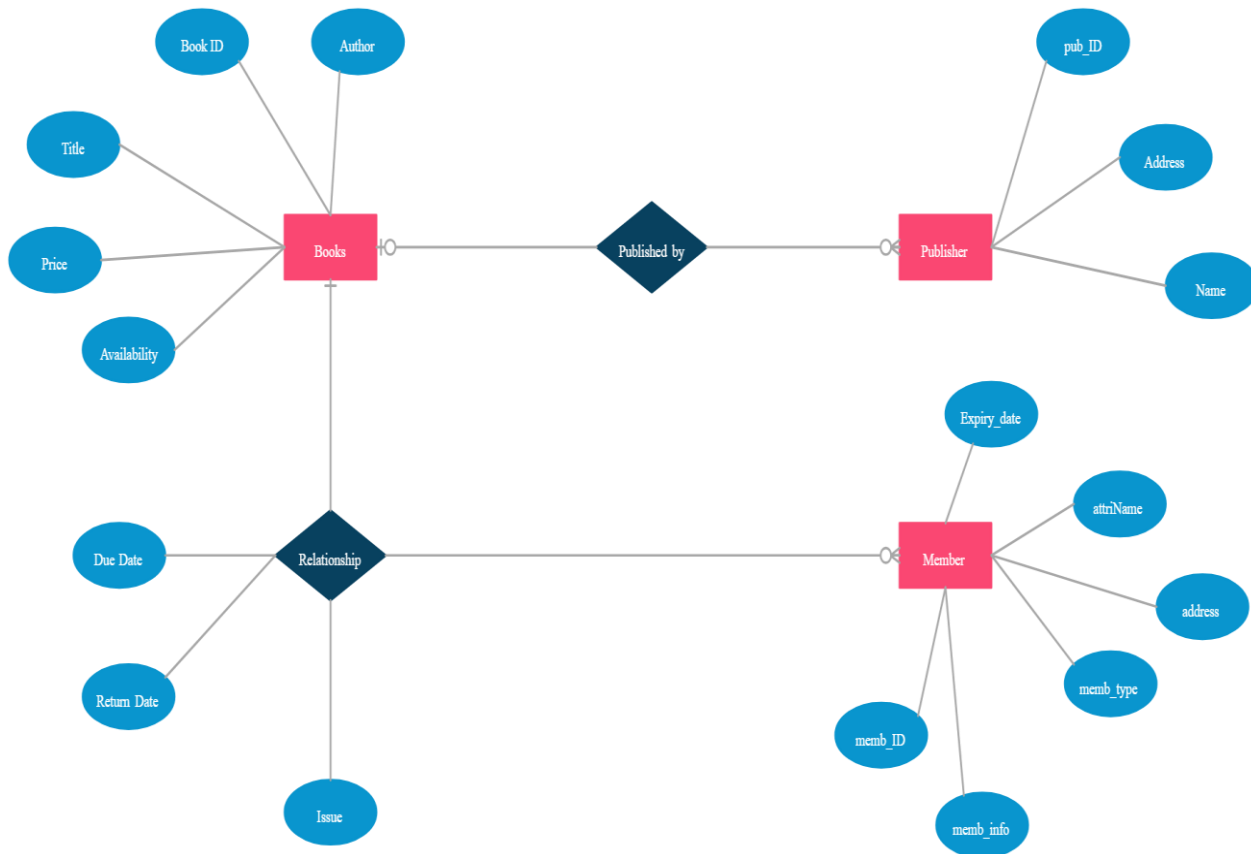 Book ID
Author
pub_ID
Title
Address
Price
Books
Published by
Publisher
Name
Availability
Expiry_date
attriName
Due Date
Relationship
Member
address
memb_type
Return Date
memb_ID
Issue
memb_info